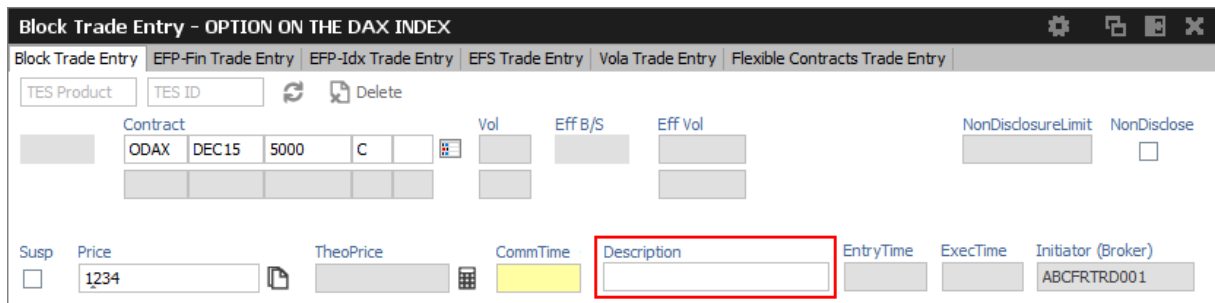 Block Trade Entry - OPTION ON THE DAX INDEX
Block Trade Entry EFP-Fin Trade Entry EFP-Idx Trade Entry EFS Trade Entry Vola Trade Entry Flexible Contracts Trade Entry
TES Product TES ID Delete
Contract Vol Eff B/S Eff Vol NonDisclosureLimit NonDisclose
ODAX DEC15 5000 C
Susp Price TheoPrice CommTime Description EntryTime ExecTime Initiator (Broker)
1234 ABCFRTRD001